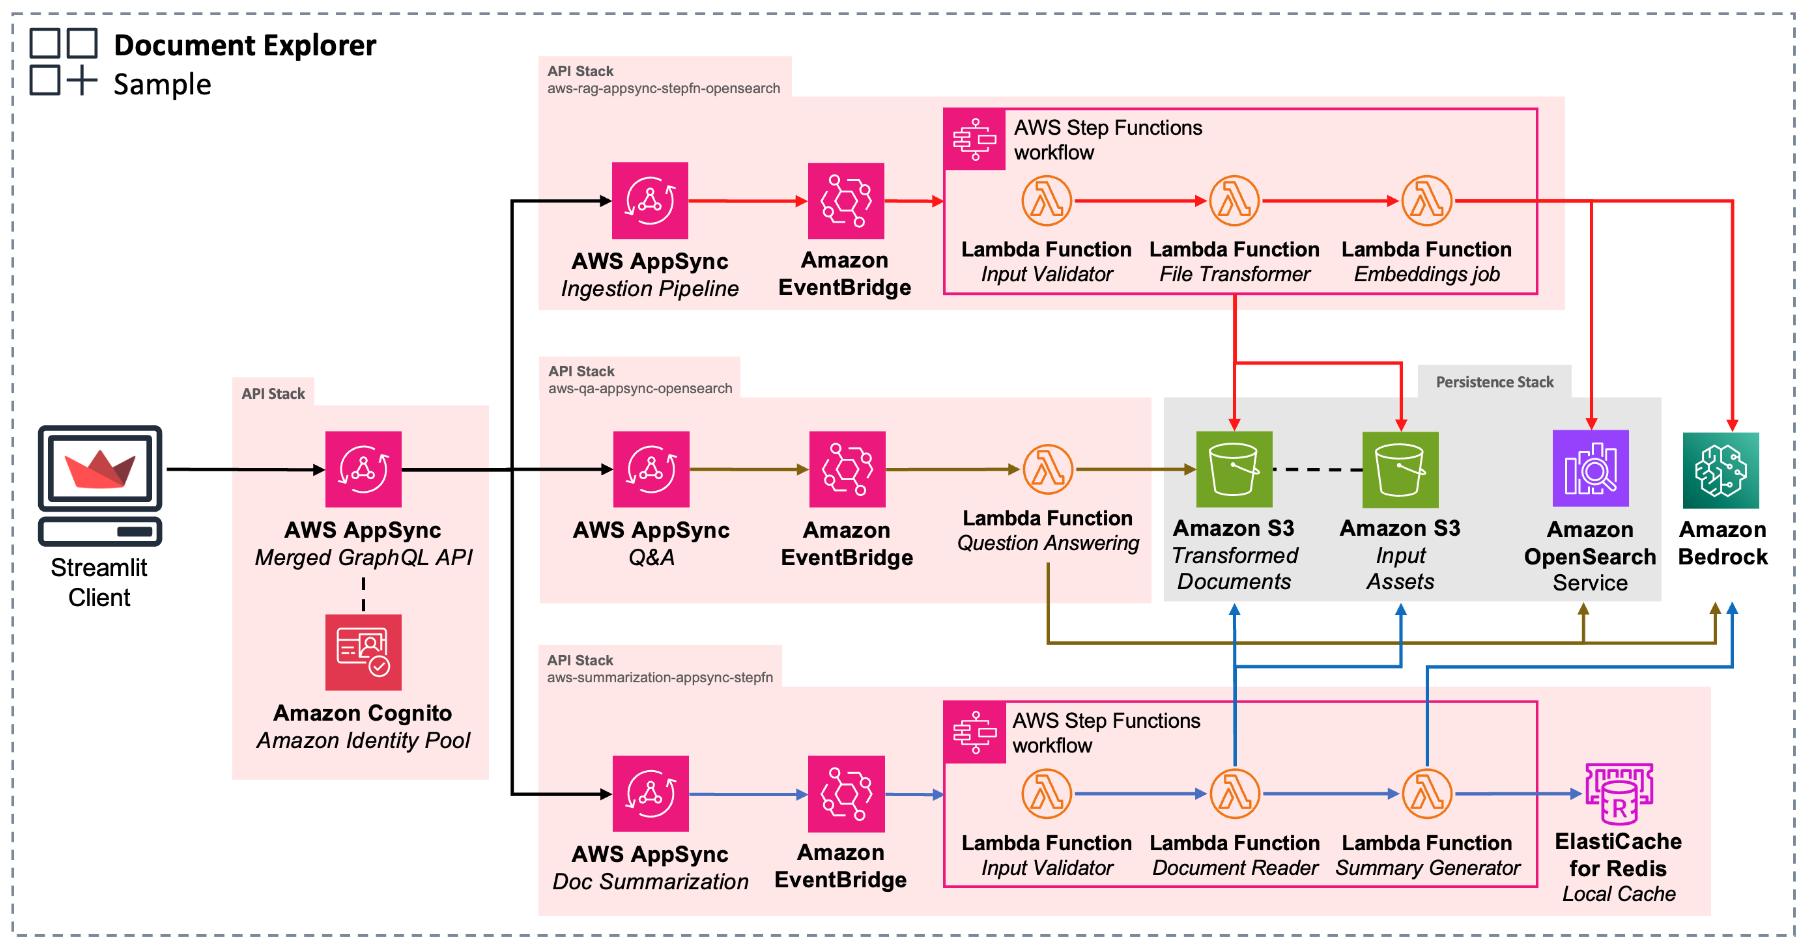 Document Explorer
Sample
API Stack
aws-rag-appsync-stepfn-opensearch
AWS Step Functions
workflow
AWS AppSync
Ingestion Pipeline
Amazon
EventBridge
Lambda Function
Input Validator
Lambda Function
File Transformer
Lambda Function
Embeddings job
API Stack
Streamlit
Client
AWS AppSync
Merged GraphQL API
Amazon Cognito
Amazon Identity Pool
API Stack
aws-qa-appsync-opensearch
AWS AppSync
Q&A
Amazon
EventBridge
Lambda Function
Question Answering
Persistence Stack
Amazon S3
Transformed
Documents
Amazon S3
Input
Assets
Amazon
OpenSearch
Service
Amazon
Bedrock
API Stack
aws-summarization-appsync-stepfn
AWS Step Functions
workflow
AWS AppSync
Doc Summarization
Amazon
EventBridge
Lambda Function
Input Validator
Lambda Function
Document Reader
Lambda Function
Summary Generator
R
ElastiCache
for Redis
Local Cache